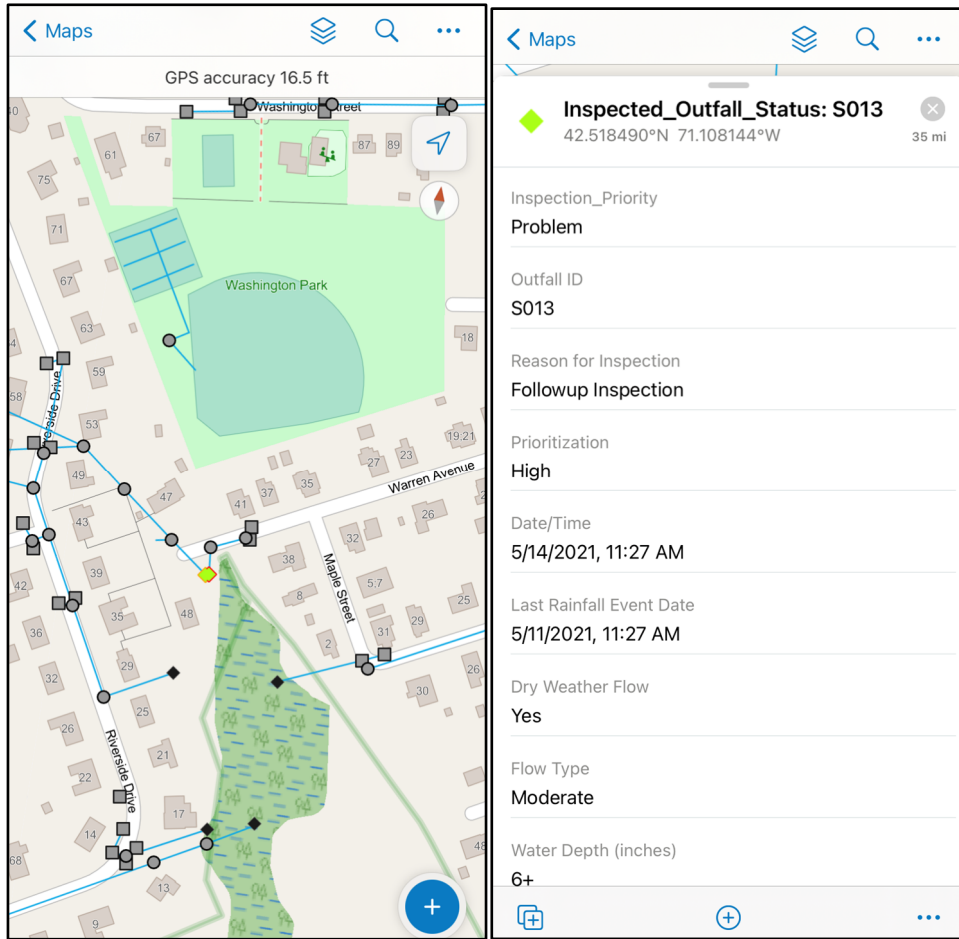 Maps
GPS accuracy 16.5 ft
Washington Street
61
67
87
89
75
71
Washington Park
67
63
18
59
58
Riverside Drive
53
19:21
49
27
23
47
35
37
41
Warren Avenue
26
43
32
38
39
Maple Street
5;7
42
8
25
35
48
29
36
31
2
29
32
26
30
25
26
Riverside Drive
21
22
17
14
48
68
13
9
Maps
Inspected_Outfall_Status: S013
42.518490°N 71.108144°W
35 mi
Inspection_Priority
Problem
Outfall ID
S013
Reason for Inspection
Followup Inspection
Prioritization
High
Date/Time
5/14/2021, 11:27 AM
Last Rainfall Event Date
5/11/2021, 11:27 AM
Dry Weather Flow
Yes
Flow Type
Moderate
Water Depth (inches)
6+